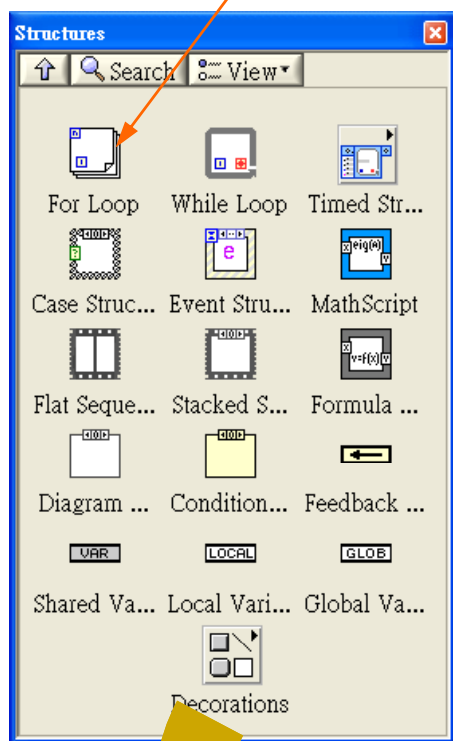 Structures
Search View
For Loop While Loop Timed Str...
Case Struc... Event Stru... MathScript
Flat Seque... Stacked S... Formula ...
Diagram ... Condition... Feedback ...
VAR LOCAL GLOB
Shared Va... Local Vari... Global Va...
Decorations